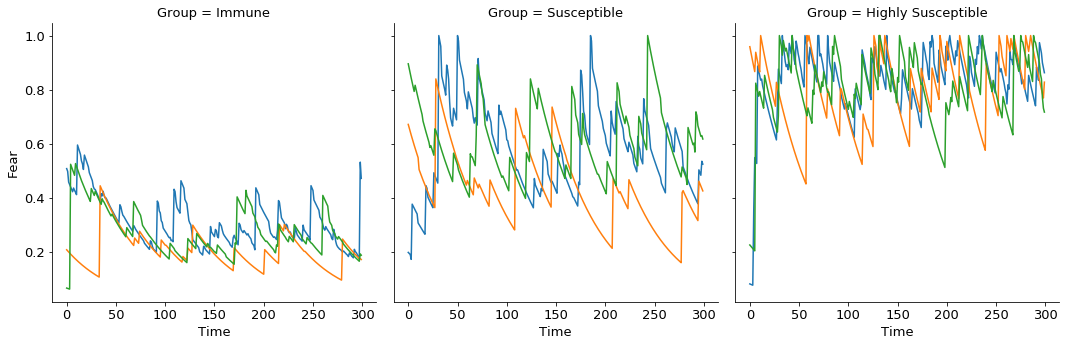 Group = Immune
Group = Susceptible
Group = Highly Susceptible
Fear
1.0
0.8
0.6
0.4
0.2
0 50 100 150 200 250 300
0 50 100 150 200 250 300
0 50 100 150 200 250 300
Time
Time
Time